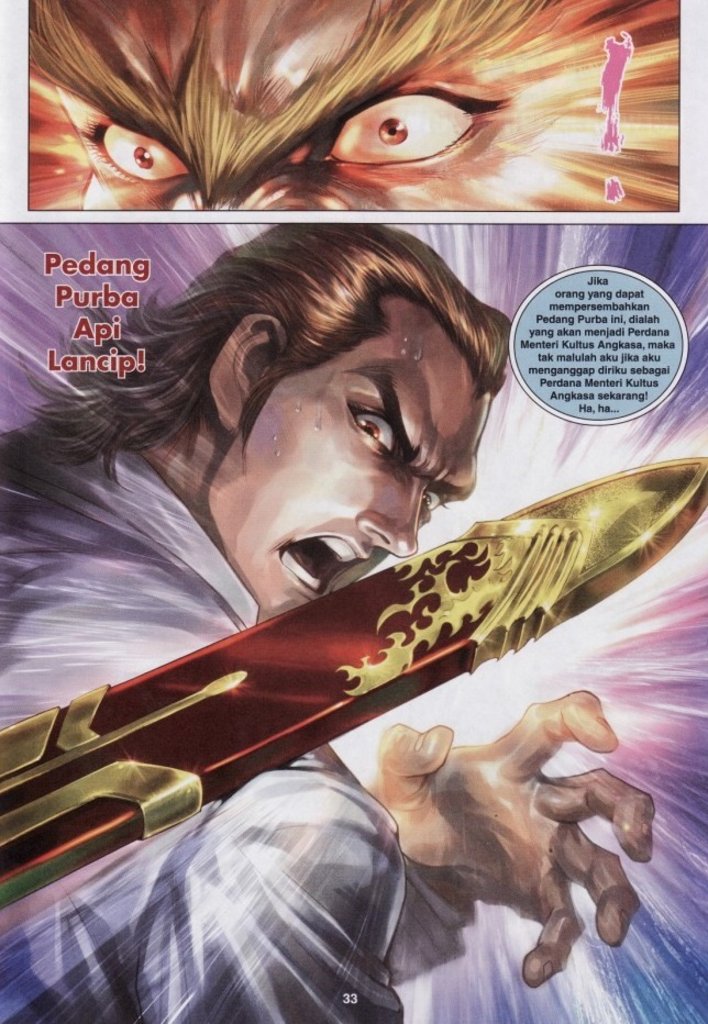 !
Pedang
Purba
Api
Lancip!
Jika
orang yang dapat
mempersembahkan
Pedang Purba ini, dialah
yang akan menjadi Perdana
Menteri Kultus Angkasa, maka
tak malulah aku jika aku
menganggap diriku sebagai
Perdana Menteri Kultus
Angkasa sekarang!
Ha, ha...
33